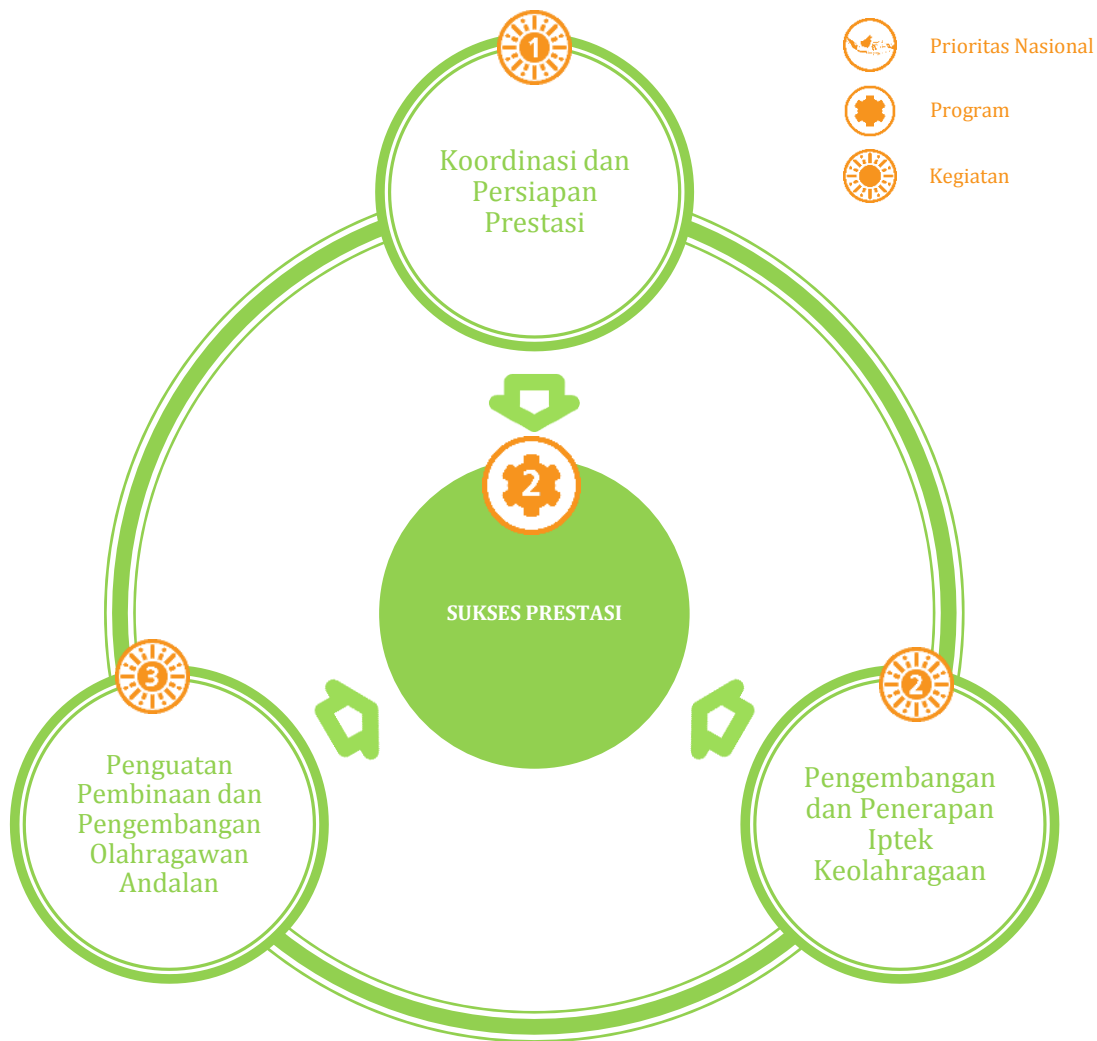 1
Prioritas Nasional
Program
Kegiatan
Koordinasi dan
Persiapan
Prestasi
2
SUKSES PRESTASI
3
Penguatan
Pembinaan dan
Pengembangan
Olahragawan
Andalan
2
Pengembangan
dan Penerapan
Iptek
Keolahragaan